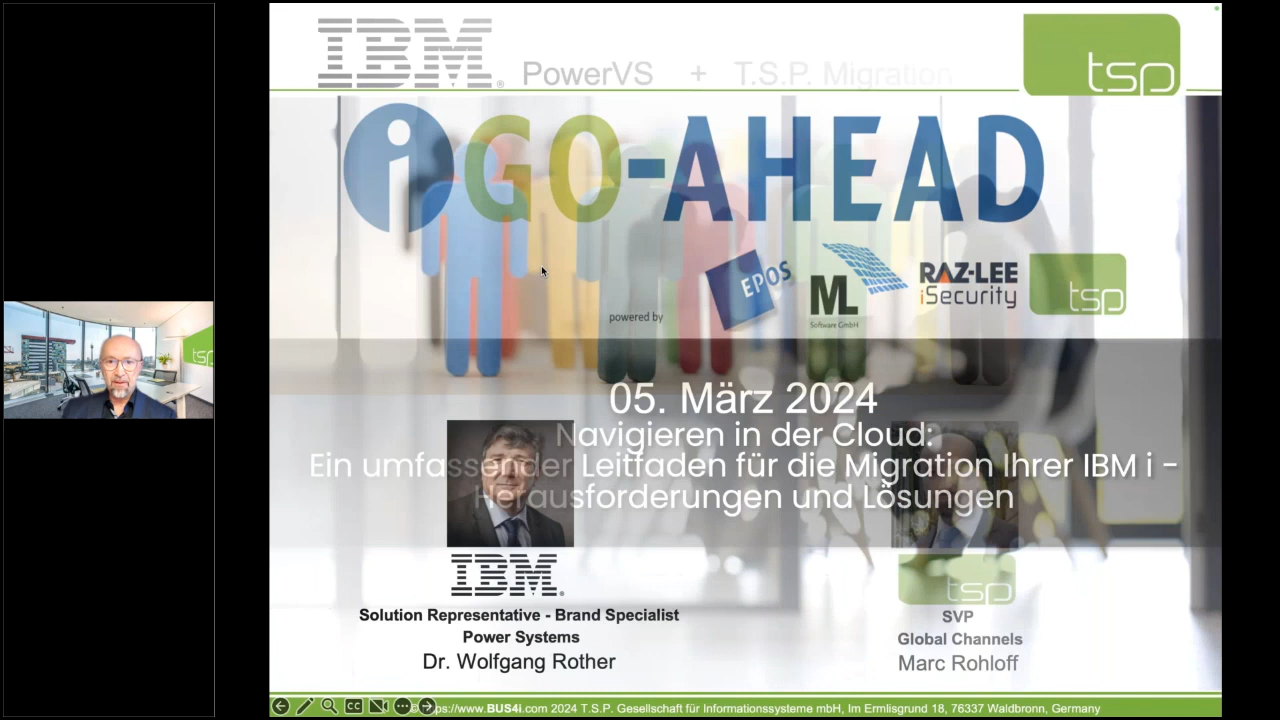 IBM® PowerVS + T.S.P. Migration
tsp
iGO-AHEAD
EPOS
ML
Software GmbH
RAZ-LEE
iSecurity
tsp
powered by
tsp
05. März 2024
Navigieren in der Cloud:
Ein umfassender Leitfaden für die Migration Ihrer IBM i -
Herausforderungen und Lösungen
IBM®
tsp
Solution Representative - Brand Specialist
Power Systems
Dr. Wolfgang Rother
SVP
Global Channels
Marc Rohloff
CC
www.BUS4i.com 2024 T.S.P. Gesellschaft für Informationssysteme mbH, Im Ermlisgrund 18, 76337 Waldbronn, Germany